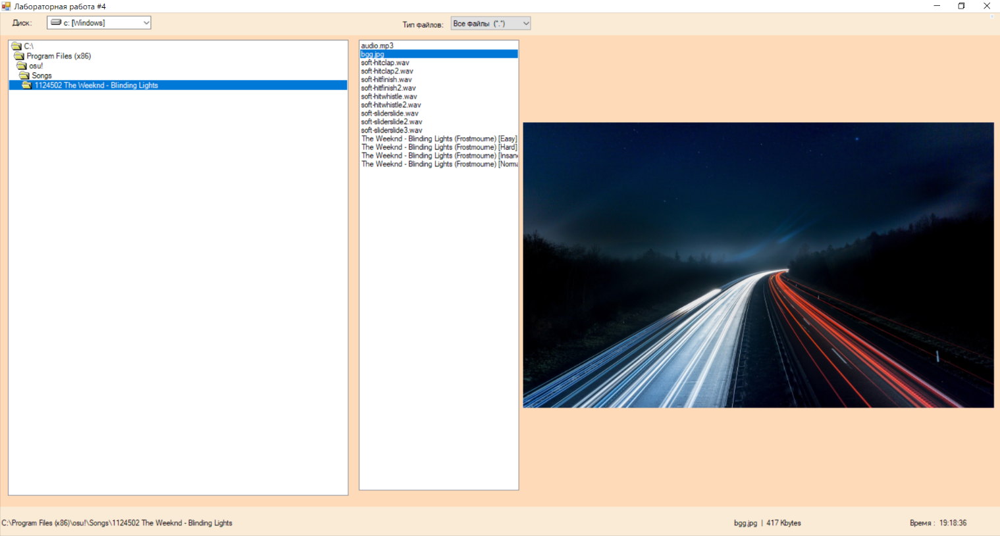 Лабораторная работа #4
Диск: c: [Windows] Тип файлов: Все файлы (*.*)
C:\
Program Files (x86)
osu!
Songs
1124502 The Weeknd - Blinding Lights
audio.mp3
bgg.jpg
soft-hitclap.wav
soft-hitclap2.wav
soft-hitfinish.wav
soft-hitfinish2.wav
soft-hitwhistle.wav
soft-hitwhistle2.wav
soft-sliderslide.wav
soft-sliderslide2.wav
soft-sliderslide3.wav
The Weeknd - Blinding Lights (Frostmourne) [Easy]
The Weeknd - Blinding Lights (Frostmourne) [Hard]
The Weeknd - Blinding Lights (Frostmourne) [Insan
The Weeknd - Blinding Lights (Frostmourne) [Norma
C:\Program Files (x86)\osu!\Songs\1124502 The Weeknd - Blinding Lights bgg.jpg | 417 Kbytes Время : 19:18:36